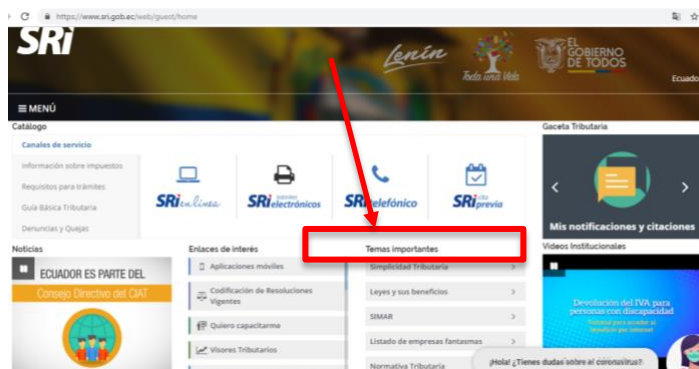 https://www.sri.gob.ec/web/guest/home
SRi
Lenín
Toda una Vida
EL
GOBIERNO
DE TODOS
Ecuado
MENÚ
Catálogo
Gaceta Tributaria
Canales de servicio
Información sobre impuestos
Requisitos para trámites
Guía Básica Tributaria
Denuncias y Quejas
SRi en línea
SRi trámites electrónicos
SRi telefónico
SRi cita previa
Mis notificaciones y citaciones
Noticias
Enlaces de interés
Temas importantes
Videos Institucionales
ECUADOR ES PARTE DEL
Consejo Directivo del CIAT
Aplicaciones móviles
Codificación de Resoluciones
Vigentes
Quiero capacitarme
Visores Tributarios
Simplicidad Tributaria
Leyes y sus beneficios
SIMAR
Listado de empresas fantasmas
Normativa Tributaria
Devolución del IVA para
personas con discapacidad
¡Hola! ¿Tienes dudas sobre el coronavirus?